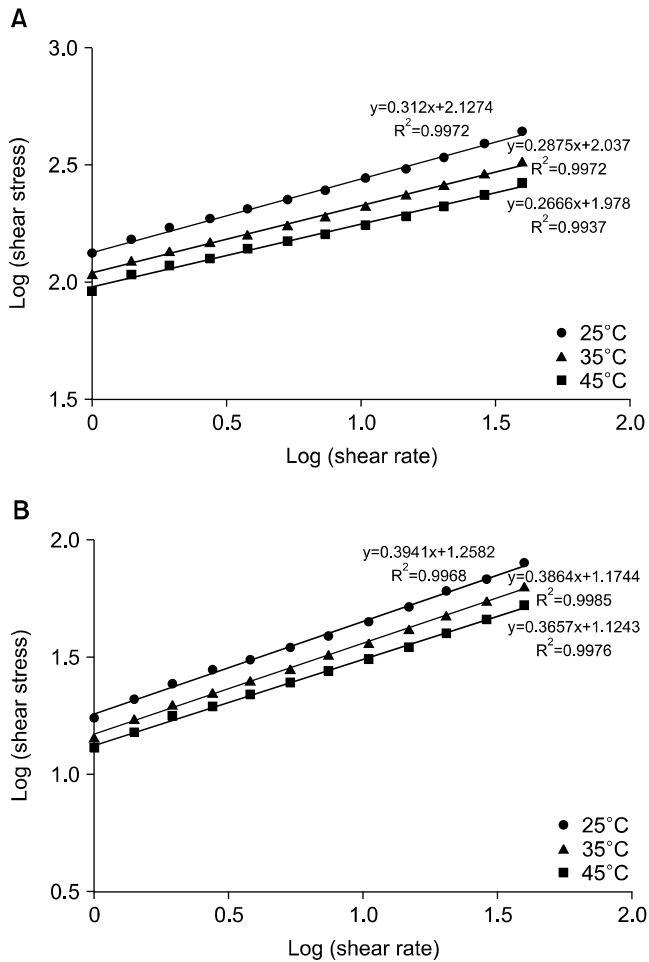 A
3.0
y=0.312x+2.1274
R²=0.9972
y=0.2875x+2.037
R²=0.9972
2.5
y=0.2666x+1.978
R²=0.9937
Log (shear stress)
2.0
25°C
35°C
45°C
1.5
0 0.5 1.0 1.5 2.0
Log (shear rate)
B
2.0
y=0.3941x+1.2582
R²=0.9968
y=0.3864x+1.1744
R²=0.9985
y=0.3657x+1.1243
R²=0.9976
1.5
Log (shear stress)
1.0
25°C
35°C
45°C
0.5
0 0.5 1.0 1.5 2.0
Log (shear rate)